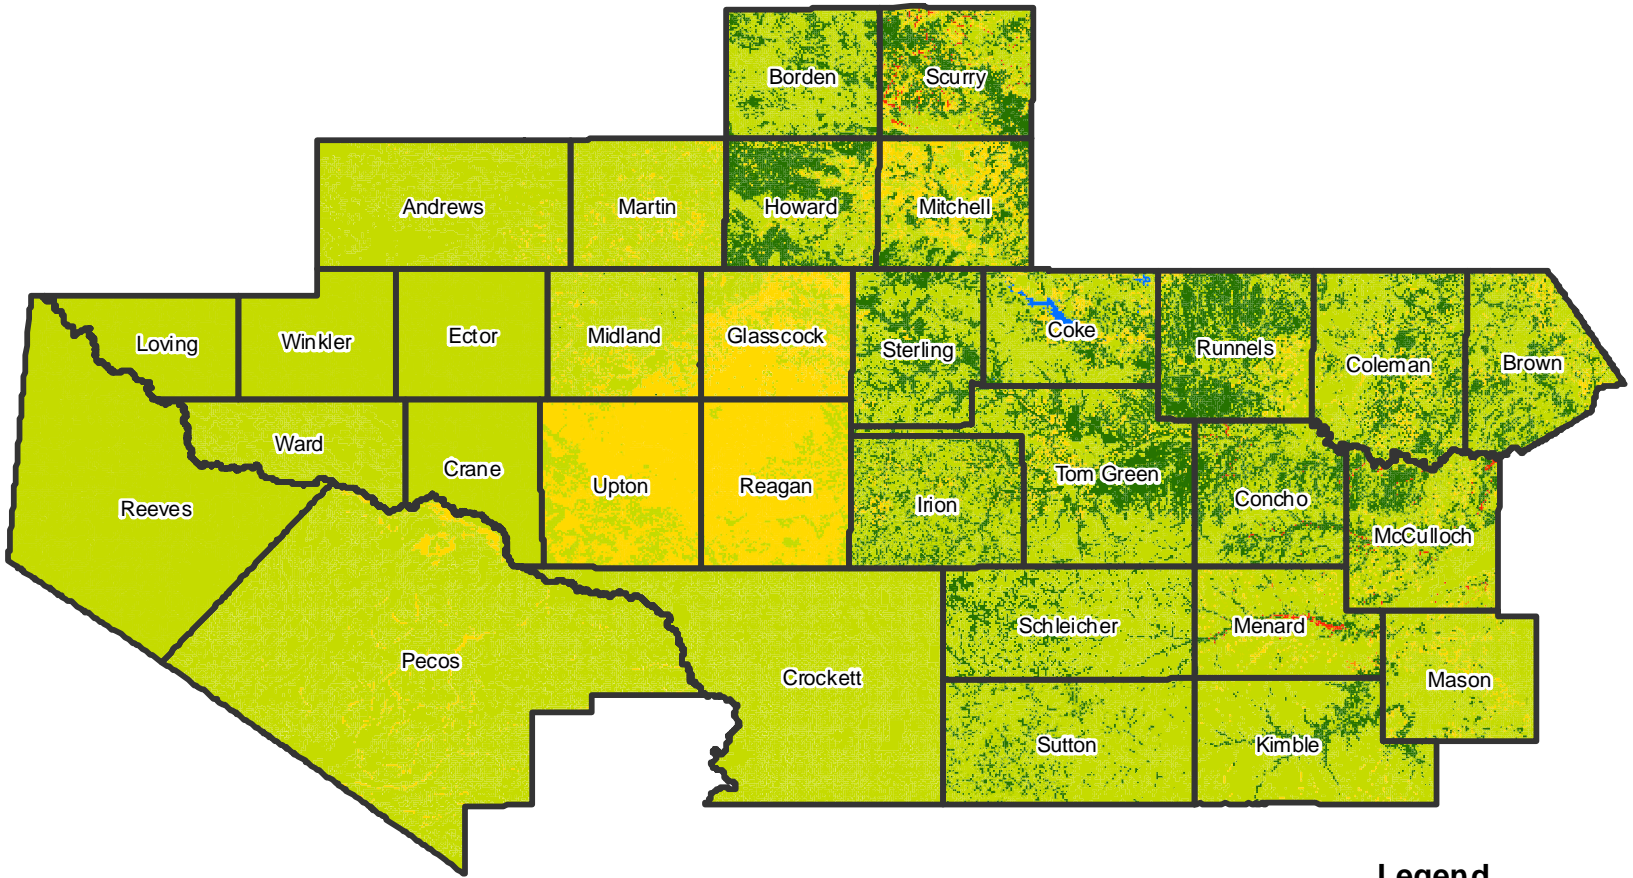 Borden
Scurry
Andrews
Martin
Howard
Mitchell
Loving
Winkler
Ector
Midland
Glasscock
Sterling
Coke
Runnels
Coleman
Brown
Ward
Crane
Upton
Reagan
Irion
Tom Green
Concho
McCulloch
Reeves
Pecos
Crockett
Schleicher
Menard
Mason
Sutton
Kimble
Legend